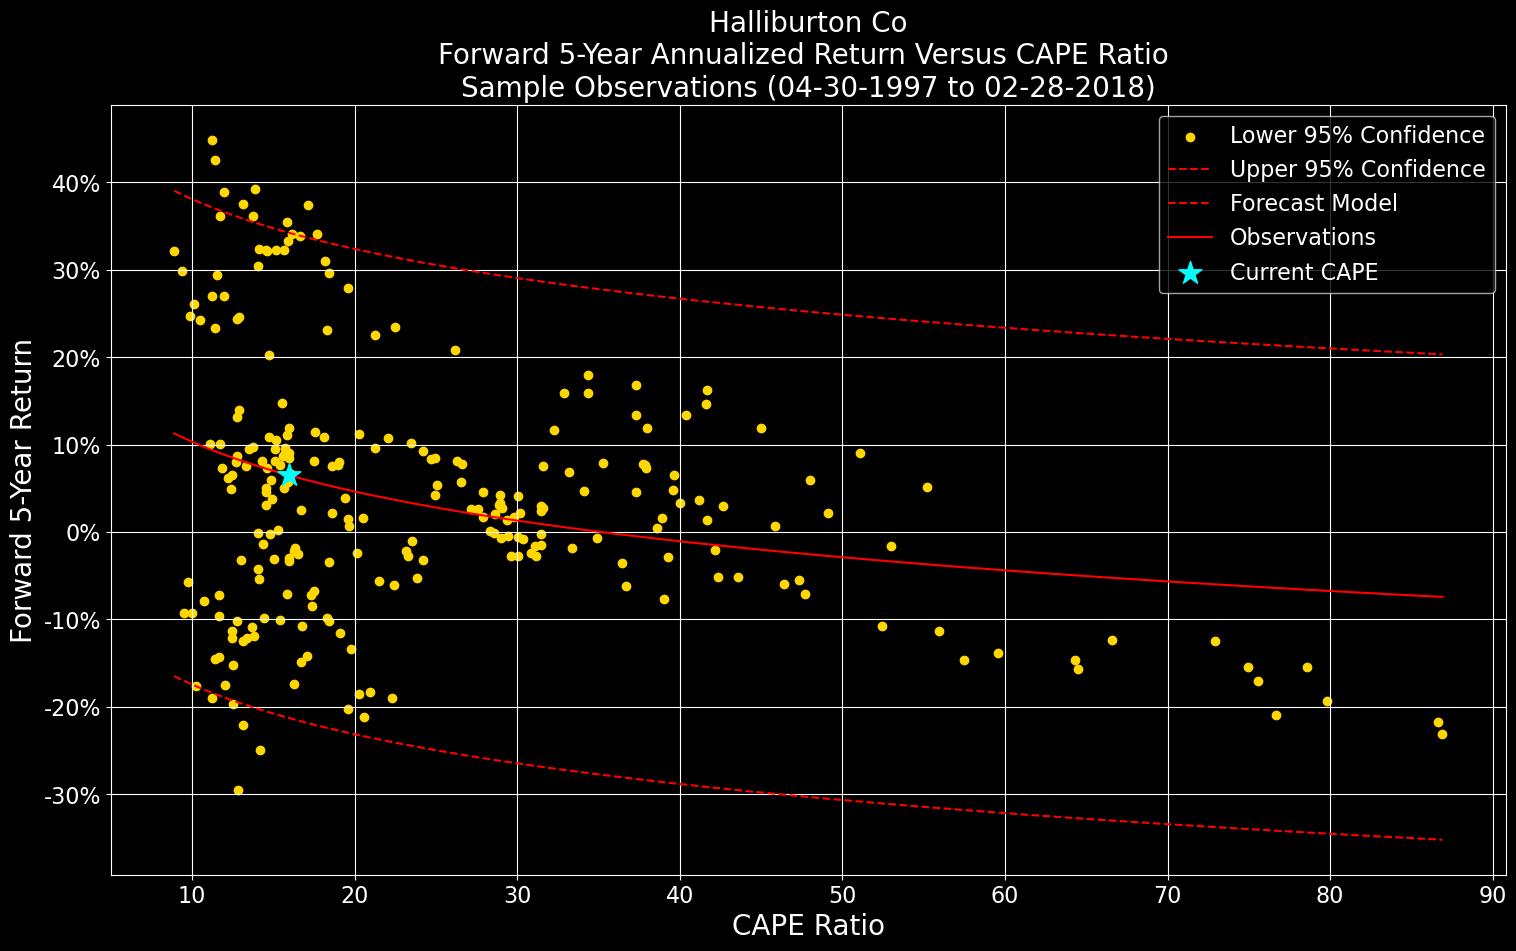 Halliburton Co
Forward 5-Year Annualized Return Versus CAPE Ratio
Sample Observations (04-30-1997 to 02-28-2018)
Lower 95% Confidence
Upper 95% Confidence
Forecast Model
Observations
Current CAPE
Forward 5-Year Return
40%
30%
20%
10%
0%
-10%
-20%
-30%
10 20 30 40 50 60 70 80 90
CAPE Ratio